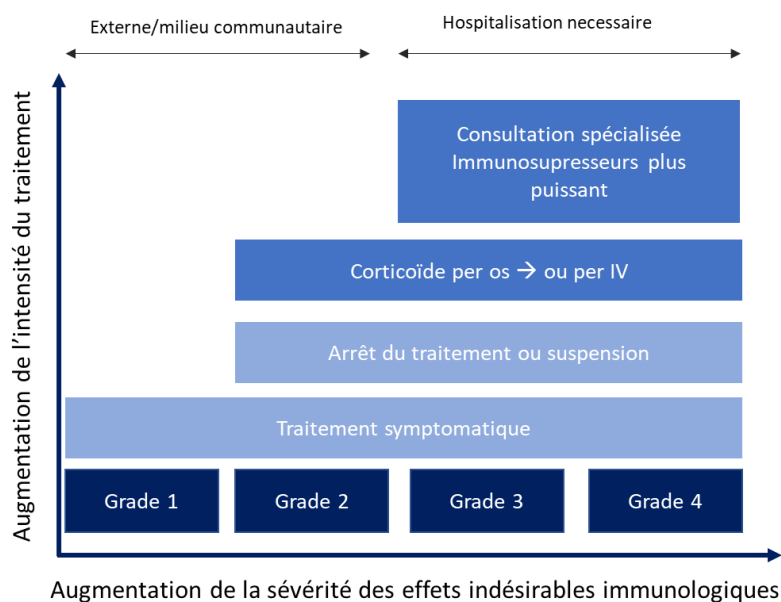 Externe/milieu communautaire
Hospitalisation necessaire
Augmentation de l'intensité du traitement
Consultation spécialisée
Immunosupresseurs plus
puissant
Corticoïde per os → ou per IV
Arrêt du traitement ou suspension
Traitement symptomatique
Grade 1
Grade 2
Grade 3
Grade 4
Augmentation de la sévérité des effets indésirables immunologiques